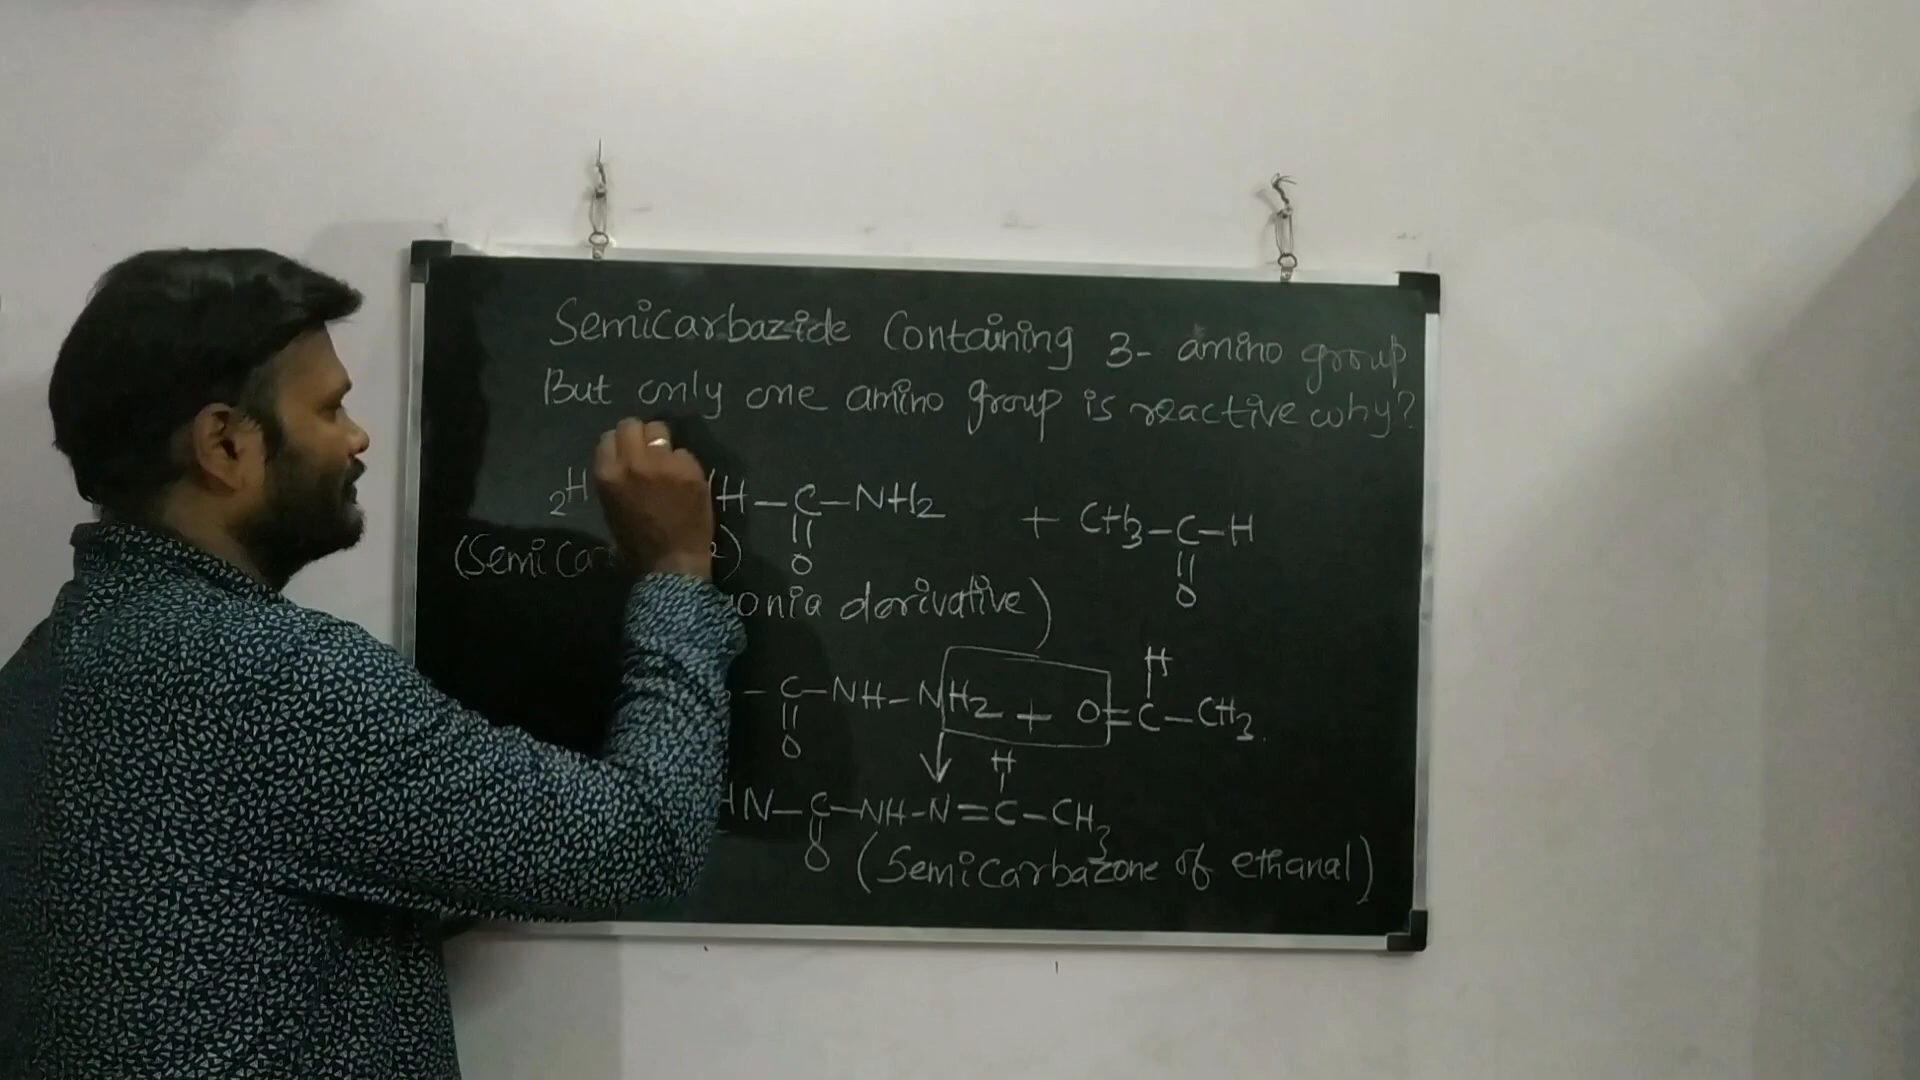 Semicarbazide Containing 3- amino group
But only one amino group is reactive why?
2H H-C-NH2 + CH3-C-H
|| ||
(Semi Ca ) O O
onia derivative)
H
-C-NH-NH2 + O=C-CH3.
||
O H
HN-C-NH-N=C-CH3
||
O (Semicarbazone of ethanal)